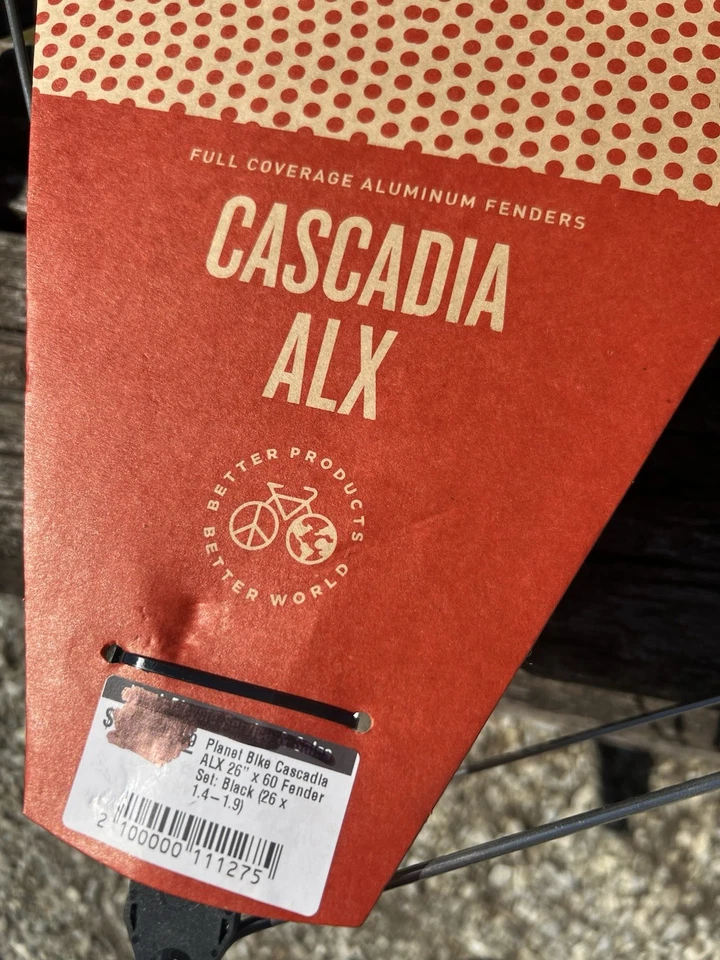 FULL COVERAGE ALUMINUM FENDERS
CASCADIA
ALX
BETTER PRODUCTS
BETTER WORLD
$
Planet Bike Cascadia
ALX 26" x 60 Fender
Set: Black (26 x
1.4–1.9)
2 100000 111275